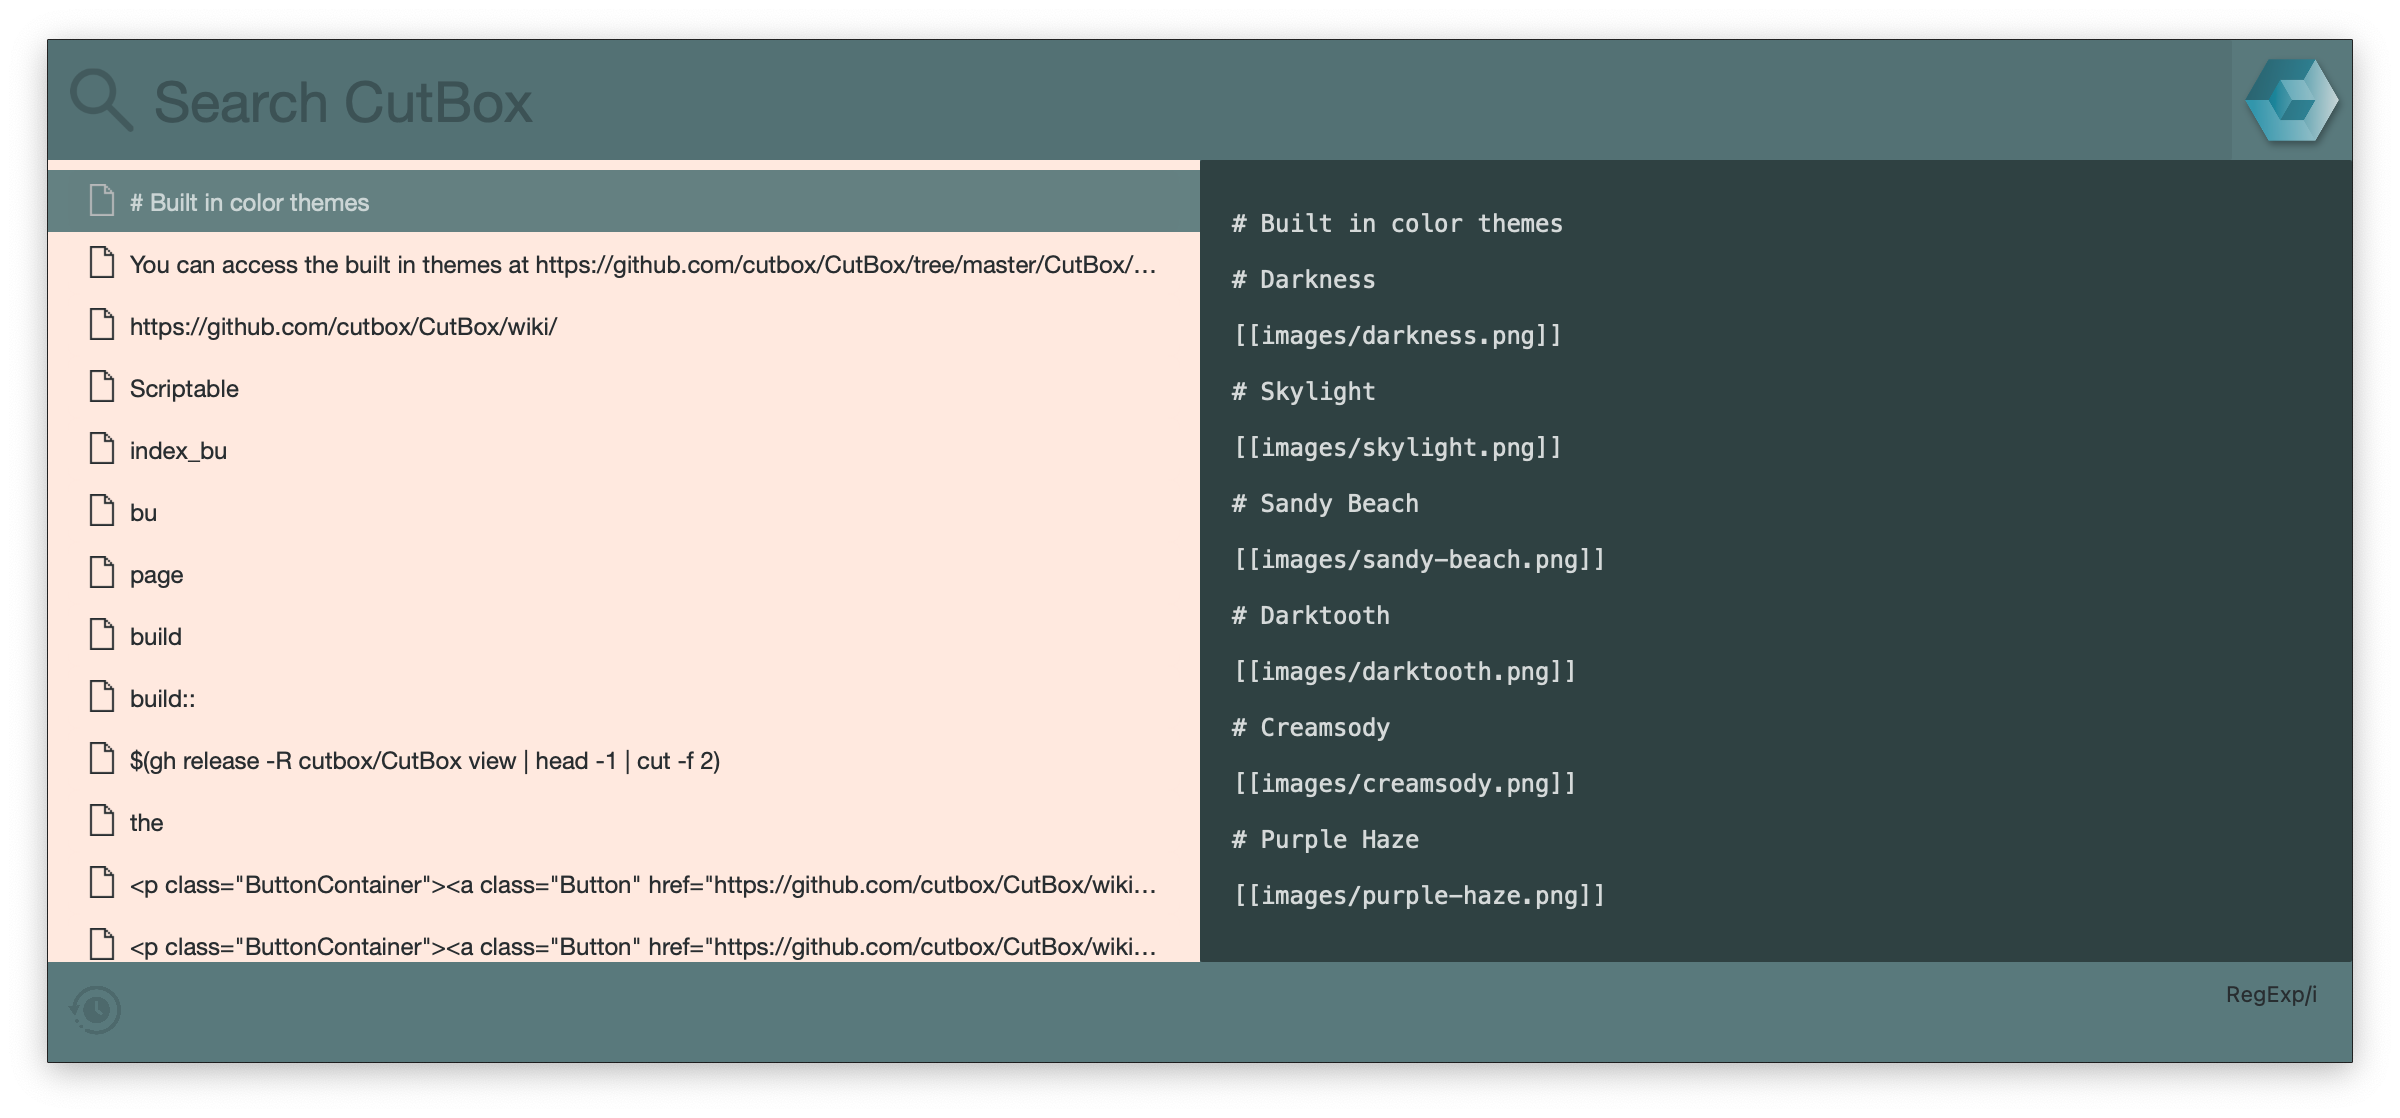 Search CutBox
# Built in color themes
You can access the built in themes at https://github.com/cutbox/CutBox/tree/master/CutBox/…
https://github.com/cutbox/CutBox/wiki/
Scriptable
index_bu
bu
page
build
build::
$(gh release -R cutbox/CutBox view | head -1 | cut -f 2)
the
<p class="ButtonContainer"><a class="Button" href="https://github.com/cutbox/CutBox/wiki…
<p class="ButtonContainer"><a class="Button" href="https://github.com/cutbox/CutBox/wiki…
# Built in color themes
# Darkness
[[images/darkness.png]]
# Skylight
[[images/skylight.png]]
# Sandy Beach
[[images/sandy-beach.png]]
# Darktooth
[[images/darktooth.png]]
# Creamsody
[[images/creamsody.png]]
# Purple Haze
[[images/purple-haze.png]]
RegExp/i